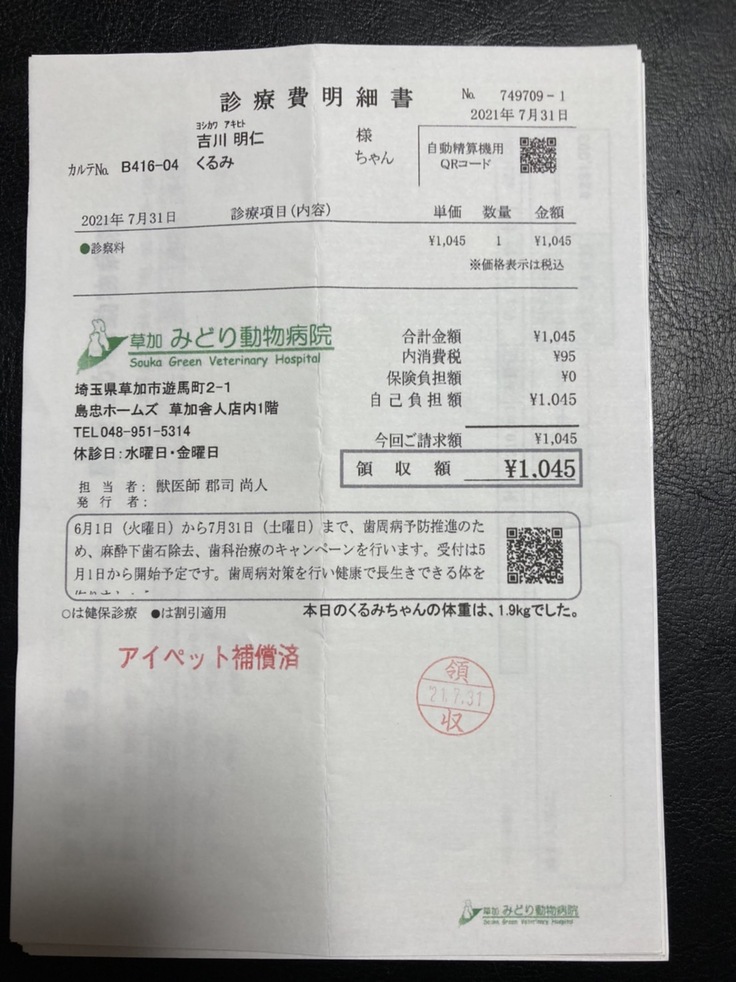 診療費明細書
No. 749709-1
2021年7月31日
ヨシカワ アキヒト
吉川 明仁 様
カルテNo. B416-04 くるみ ちゃん
自動精算機用
QRコード
2021年7月31日 診療項目(内容) 単価 数量 金額
●診察料 ¥1,045 1 ¥1,045
※価格表示は税込
草加 みどり動物病院
Souka Green Veterinary Hospital
埼玉県草加市遊馬町2-1
島忠ホームズ 草加舎人店内1階
TEL048-951-5314
休診日:水曜日・金曜日
担当者: 獣医師 郡司 尚人
発行者:
合計金額 ¥1,045
内消費税 ¥95
保険負担額 ¥0
自己負担額 ¥1,045
今回ご請求額 ¥1,045
領収額 ¥1,045
6月1日(火曜日)から7月31日(土曜日)まで、歯周病予防推進のた
め、麻酔下歯石除去、歯科治療のキャンペーンを行います。受付は5
月1日から開始予定です。歯周病対策を行い健康で長生きできる体を
○は健保診療 ●は割引適用
本日のくるみちゃんの体重は、1.9kgでした。
アイペット補償済
領
21.7.31
収
草加 みどり動物病院
Souka Green Veterinary Hospital